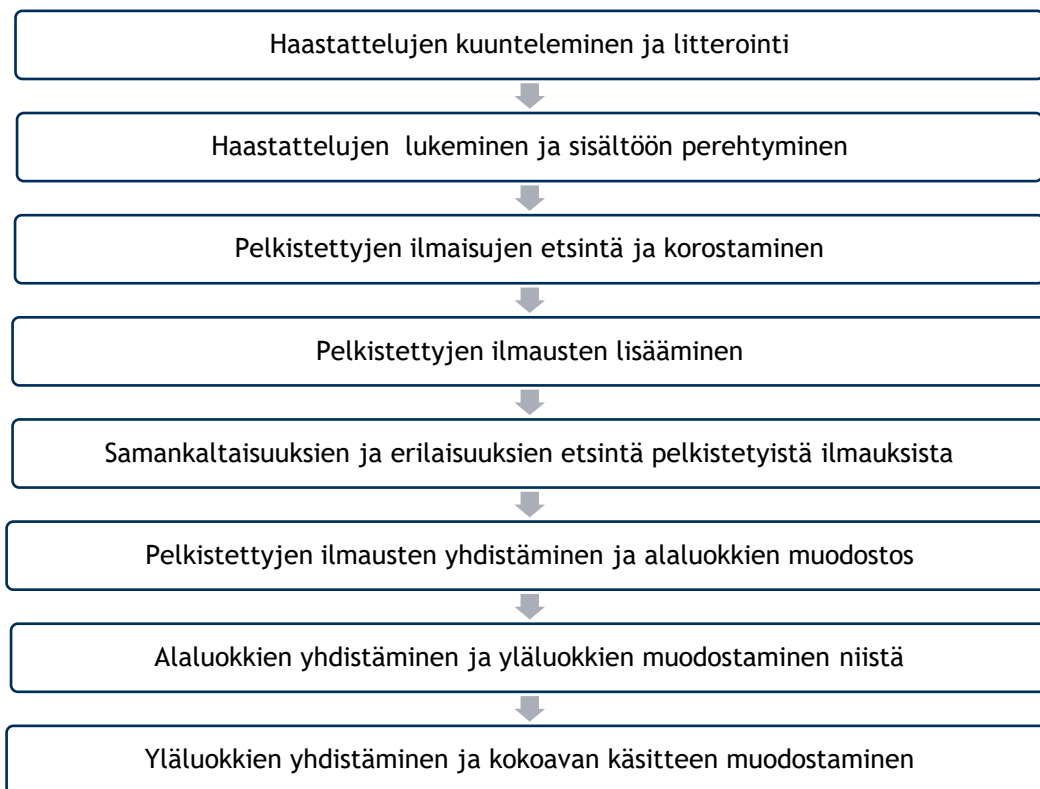 Haastattelujen kuunteleminen ja litterointi
Haastattelujen  lukeminen ja sisältöön perehtyminen
Pelkistettyjen ilmaisujen etsintä ja korostaminen
Pelkistettyjen ilmausten lisääminen
Samankaltaisuuksien ja erilaisuuksien etsintä pelkistetyistä ilmauksista
Pelkistettyjen ilmausten yhdistäminen ja alaluokkien muodostos
Alaluokkien yhdistäminen ja yläluokkien muodostaminen niistä
Yläluokkien yhdistäminen ja kokoavan käsitteen muodostaminen